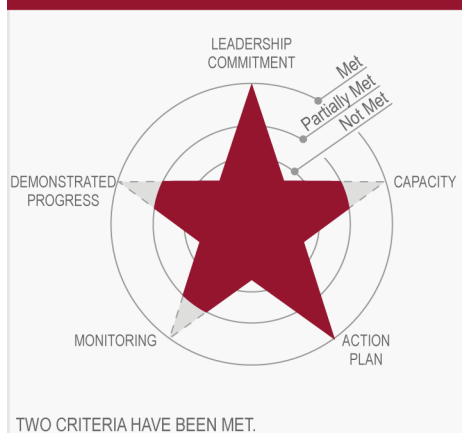 LEADERSHIP
COMMITMENT
Met
Partially Met
Not Met
DEMONSTRATED
PROGRESS
CAPACITY
MONITORING
ACTION
PLAN
TWO CRITERIA HAVE BEEN MET.